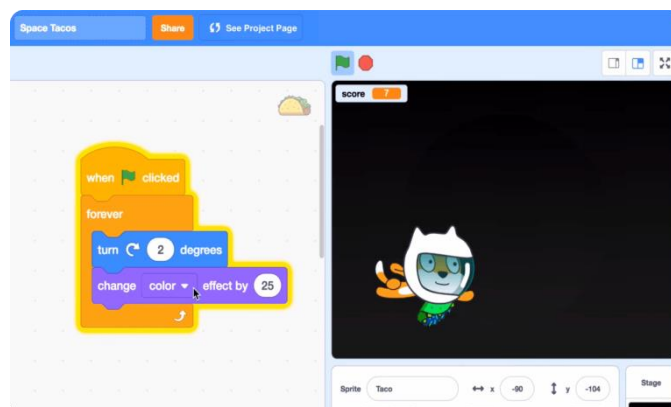 Space Tacos Share See Project Page
score 7
when clicked
forever
turn 2 degrees
change color effect by 25
Sprite Taco x -90 y -104 Stage